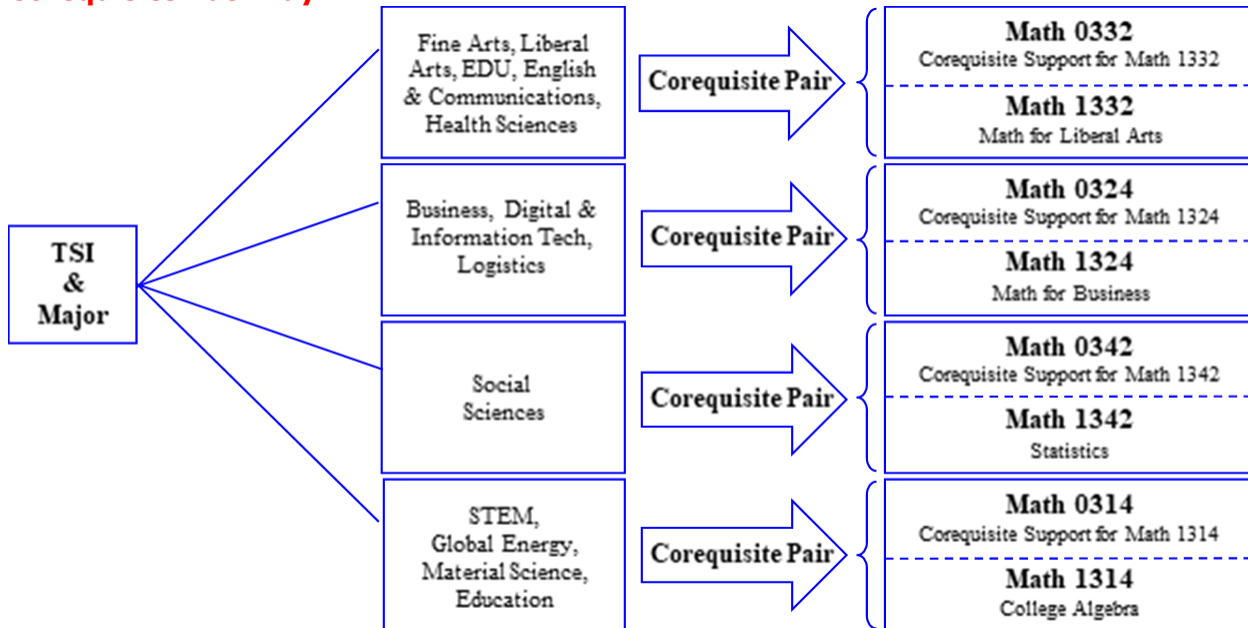 TSI
&
Major
Fine Arts, Liberal
Arts, EDU, English
& Communications,
Health Sciences
Corequisite Pair
Math 0332
Corequisite Support for Math 1332
Math 1332
Math for Liberal Arts
Business, Digital &
Information Tech,
Logistics
Corequisite Pair
Math 0324
Corequisite Support for Math 1324
Math 1324
Math for Business
Social
Sciences
Corequisite Pair
Math 0342
Corequisite Support for Math 1342
Math 1342
Statistics
STEM,
Global Energy,
Material Science,
Education
Corequisite Pair
Math 0314
Corequisite Support for Math 1314
Math 1314
College Algebra